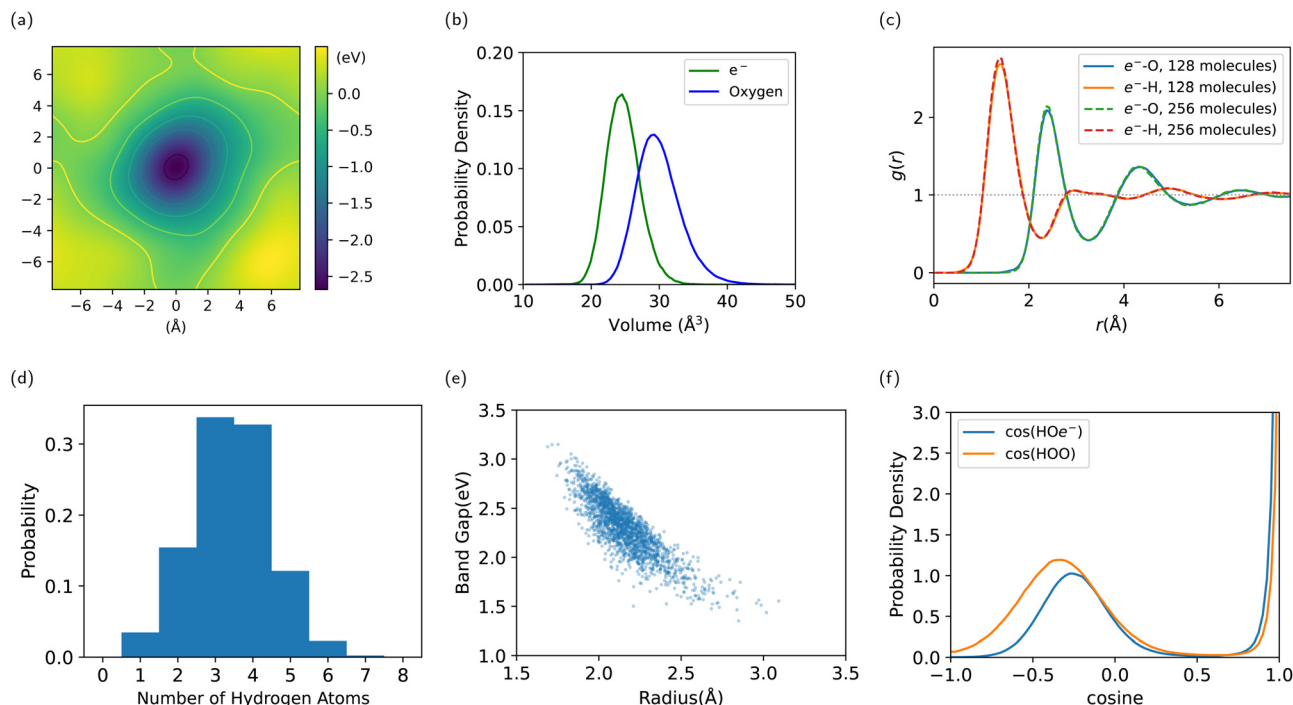 (a)
6
4
2
0
−2
−4
−6
−6 −4 −2 0 2 4 6
(Å)
(eV)
0.0
−0.5
−1.0
−1.5
−2.0
−2.5
(b)
0.20
0.15
0.10
0.05
0.00
Probability Density
e⁻
Oxygen
10 20 30 40 50
Volume (Å³)
(c)
2
1
0
g(r)
e⁻-O, 128 molecules)
e⁻-H, 128 molecules)
e⁻-O, 256 molecules)
e⁻-H, 256 molecules)
0 2 4 6
r(Å)
(d)
0.3
0.2
0.1
0.0
Probability
0 1 2 3 4 5 6 7 8
Number of Hydrogen Atoms
(e)
3.5
3.0
2.5
2.0
1.5
1.0
Band Gap(eV)
1.5 2.0 2.5 3.0 3.5
Radius(Å)
(f)
3.0
2.5
2.0
1.5
1.0
0.5
0.0
Probability Density
cos(HOe⁻)
cos(HOO)
−1.0 −0.5 0.0 0.5 1.0
cosine